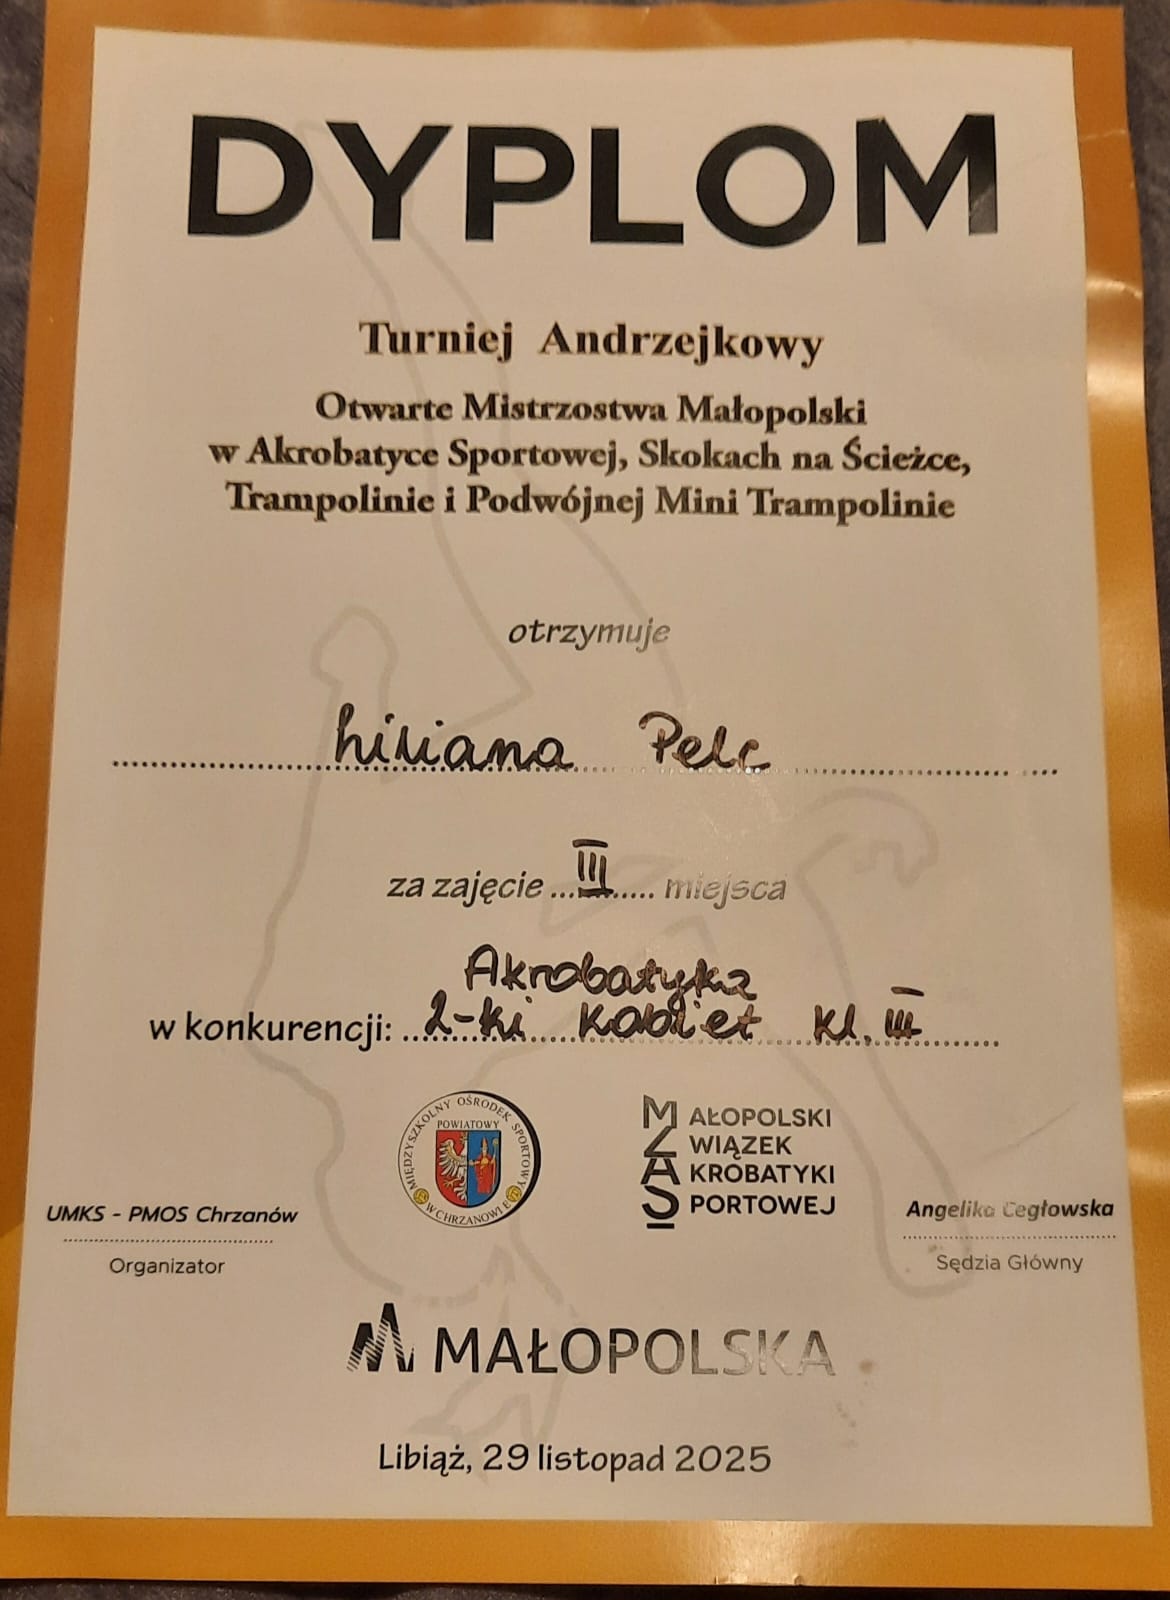 DYPLOM
Turniej Andrzejkowy
Otwarte Mistrzostwa Małopolski
w Akrobatyce Sportowej, Skokach na Ścieżce,
Trampolinie i Podwójnej Mini Trampolinie
otrzymuje
Liliana Pelc
za zajęcie ...III..... miejsca
Akrobatyka
w konkurencji: 2-ki kobiet kl. III
MIĘDZYSZKOLNY OŚRODEK SPORTOWY
POWIATOWY
W CHRZANOWIE
MAŁOPOLSKI
ZWIĄZEK
AKROBATYKI
SPORTOWEJ
UMKS - PMOS Chrzanów
Organizator
Angelika Cegłowska
Sędzia Główny
MAŁOPOLSKA
Libiąż, 29 listopad 2025